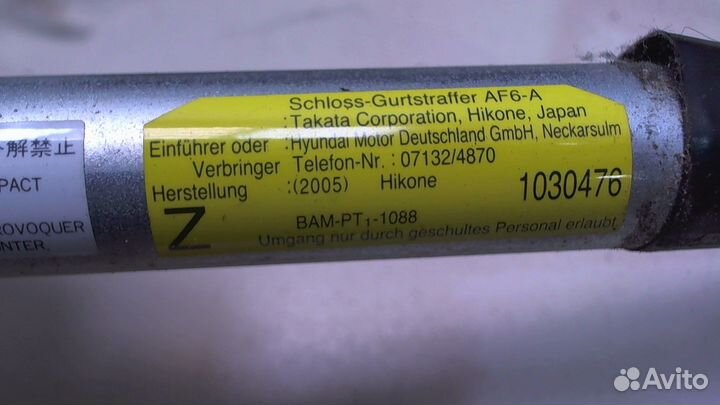 解禁止
PACT
ROVOQUER
NTER.
Schloss-Gurtstraffer AF6-A
:Takata Corporation, Hikone, Japan
Einführer oder :Hyundai Motor Deutschland GmbH, Neckarsulm
Verbringer Telefon-Nr. : 07132/4870
Herstellung :(2005) Hikone 1030476
Z BAM-PT₁-1088
Umgang nur durch geschultes Personal erlaubt
Avito